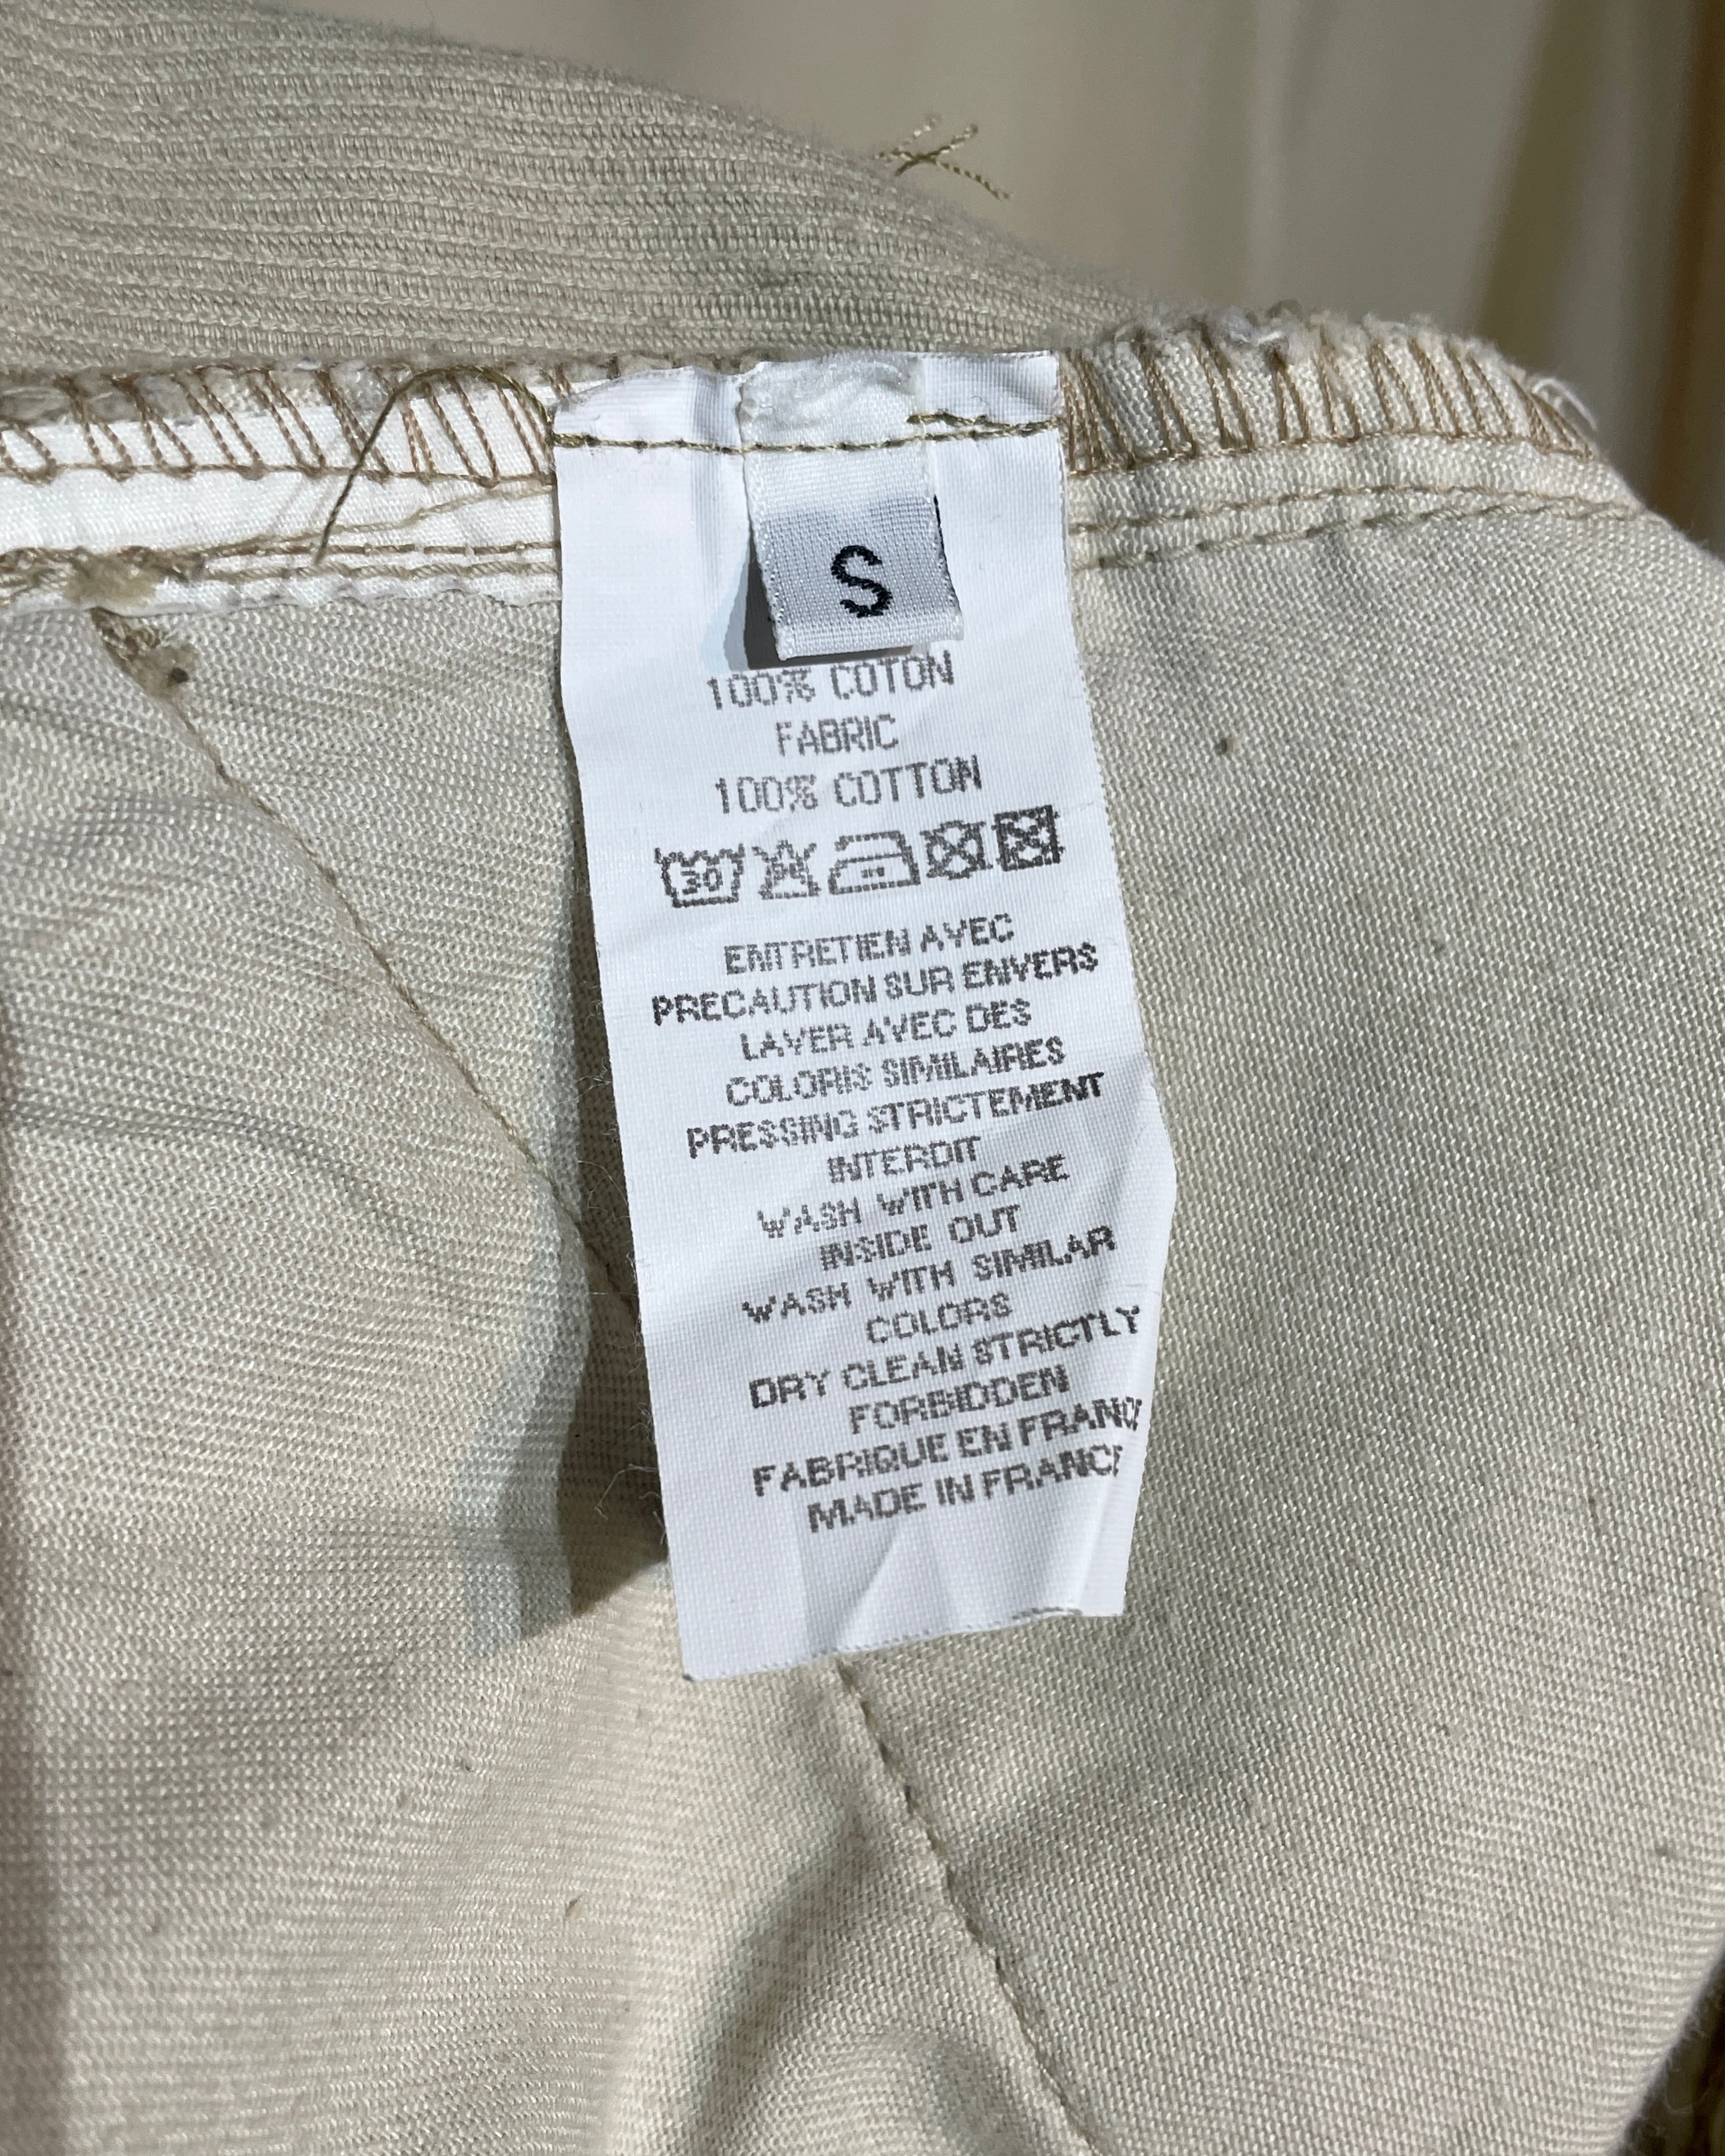 S
100% COTON
FABRIC
100% COTTON
30
ENTRETIEN AVEC
PRECAUTION SUR ENVERS
LAVER AVEC DES
COLORIS SIMILAIRES
PRESSING STRICTEMENT
INTERDIT
WASH WITH CARE
INSIDE OUT
WASH WITH SIMILAR
COLORS
DRY CLEAN STRICTLY
FORBIDDEN
FABRIQUE EN FRANCE
MADE IN FRANCE